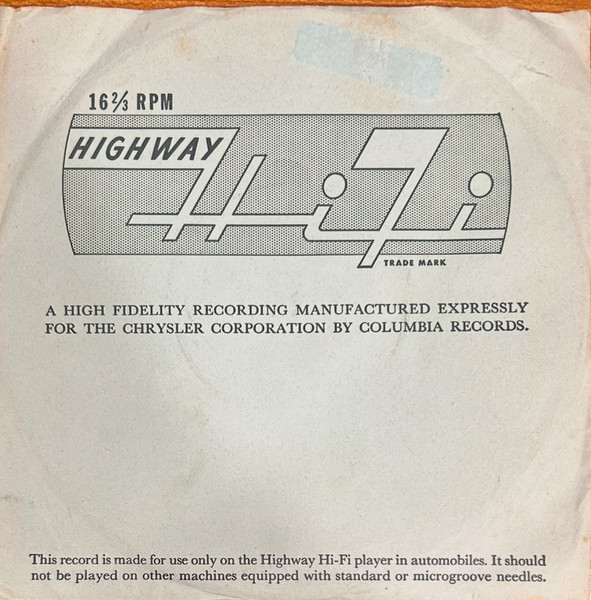 16 2/3 RPM
HIGHWAY
Hi-Fi
TRADE MARK
A HIGH FIDELITY RECORDING MANUFACTURED EXPRESSLY
FOR THE CHRYSLER CORPORATION BY COLUMBIA RECORDS.
This record is made for use only on the Highway Hi-Fi player in automobiles. It should
not be played on other machines equipped with standard or microgroove needles.